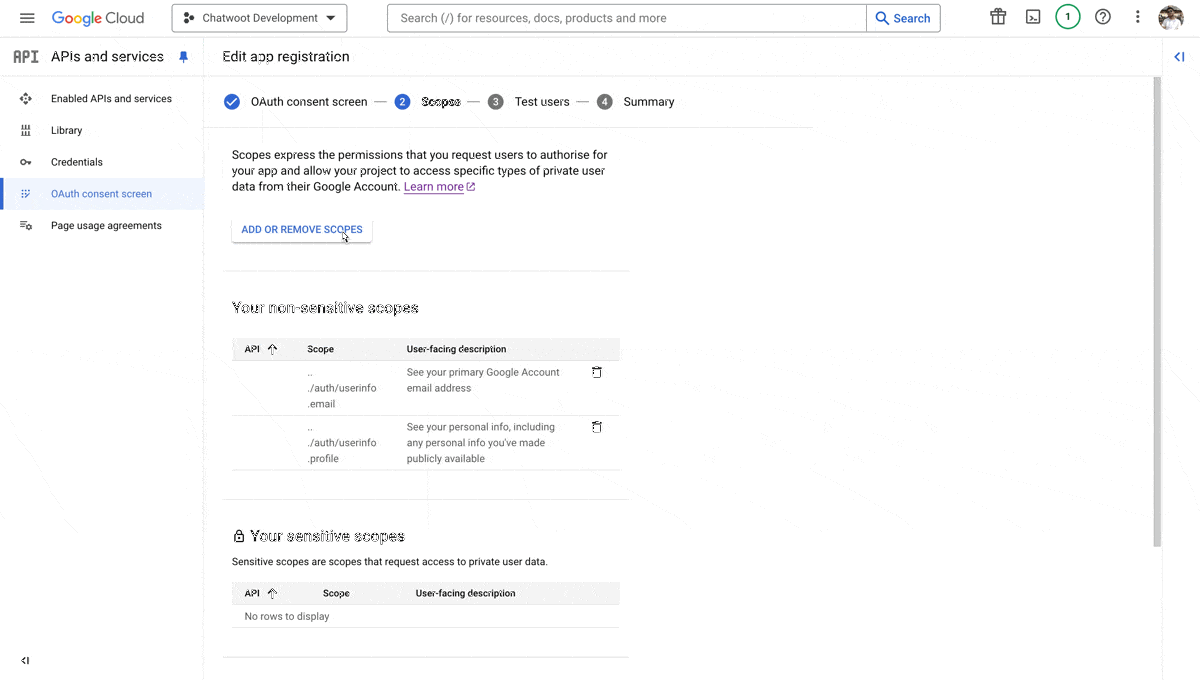 Google Cloud
Chatwoot Development
Search (/) for resources, docs, products and more
Search
1
API APIs and services
Edit app registration
Enabled APIs and services
Library
Credentials
OAuth consent screen
Page usage agreements
OAuth consent screen — 2 Scopes — 3 Test users — 4 Summary
Scopes express the permissions that you request users to authorise for
your app and allow your project to access specific types of private user
data from their Google Account. Learn more
ADD OR REMOVE SCOPES
Your non-sensitive scopes
API Scope User-facing description
.. See your primary Google Account
./auth/userinfo email address
.email
.. See your personal info, including
./auth/userinfo any personal info you've made
.profile publicly available
Your sensitive scopes
Sensitive scopes are scopes that request access to private user data.
API Scope User-facing description
No rows to display